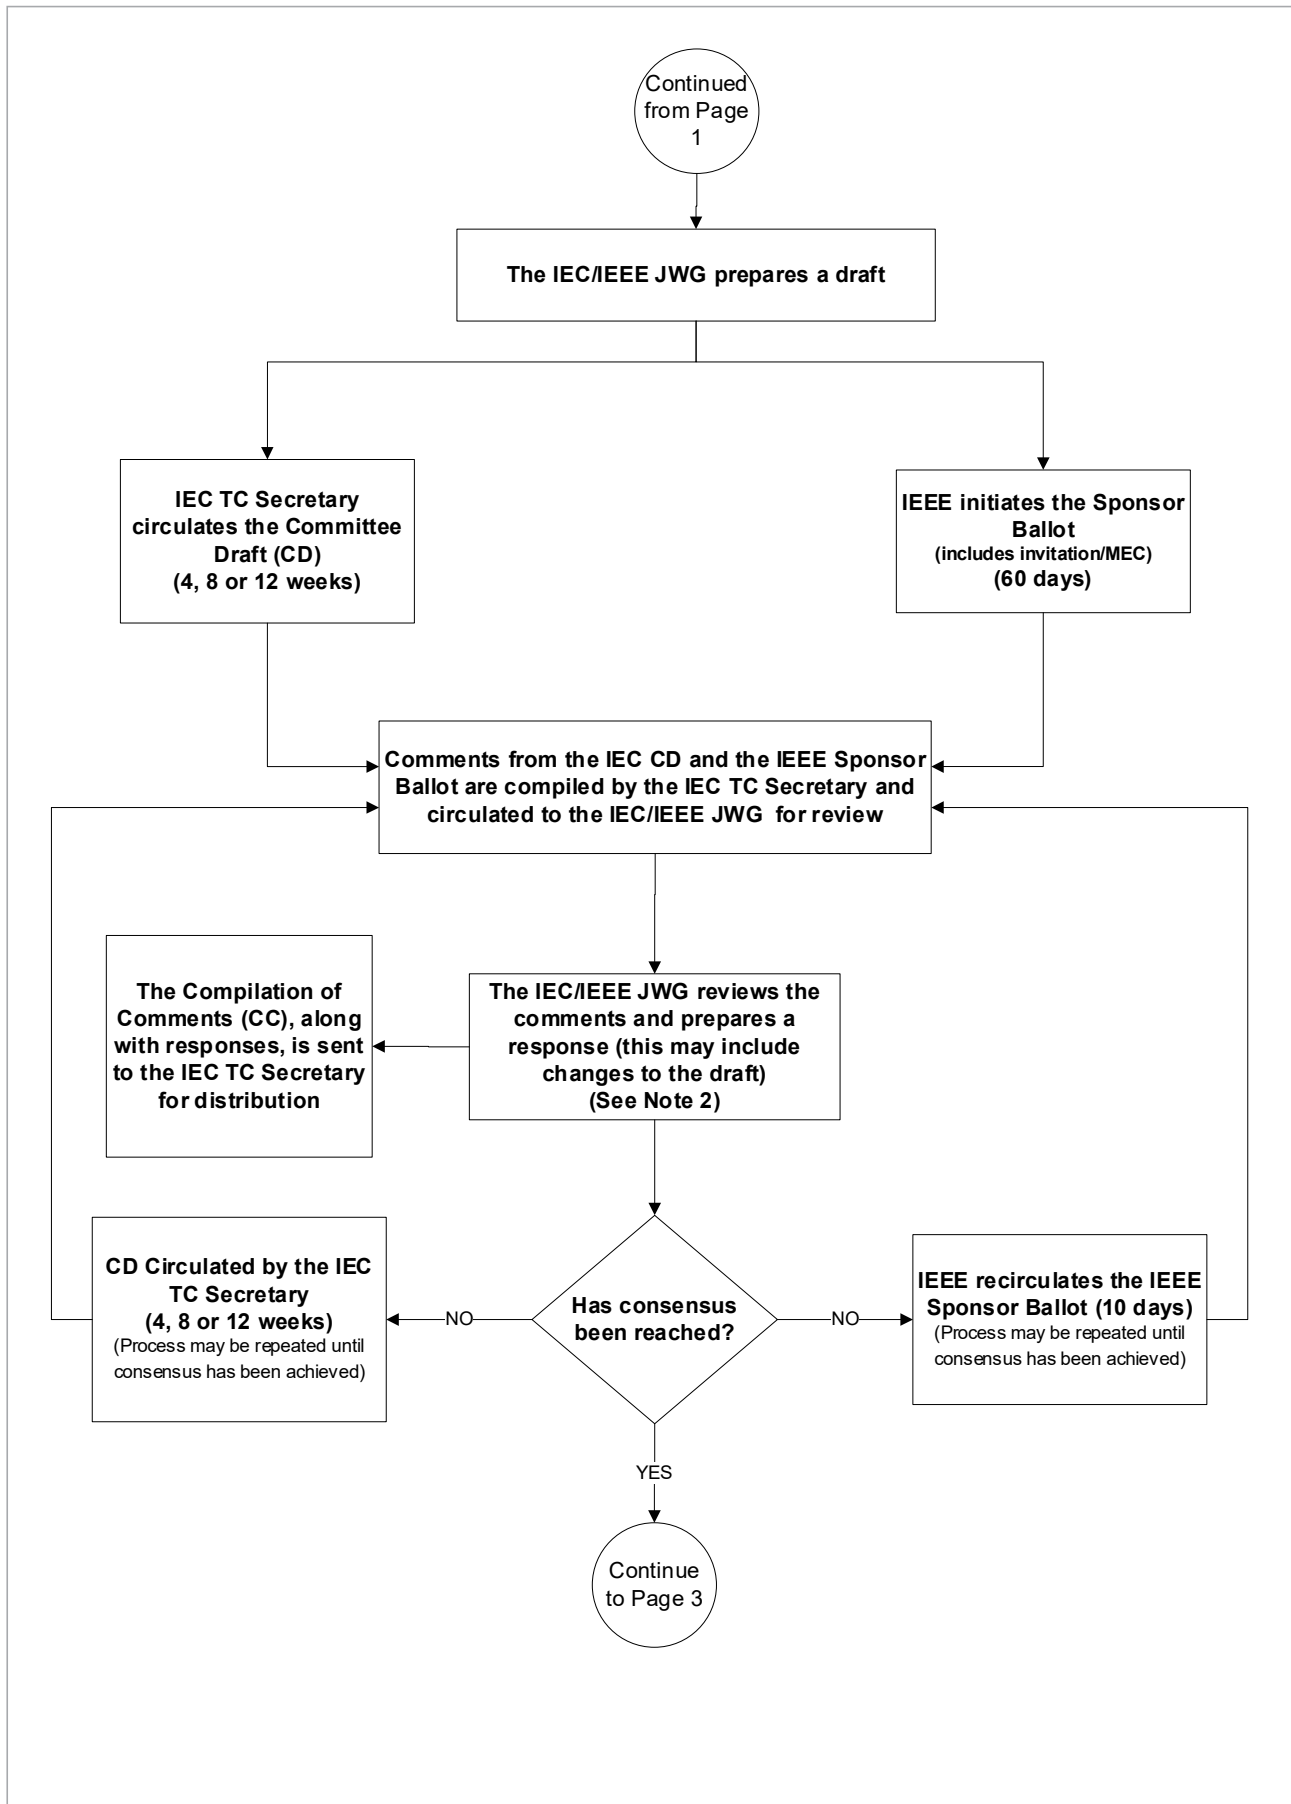 Continued
from Page
1
The IEC/IEEE JWG prepares a draft
IEC TC Secretary
circulates the Committee
Draft (CD)
(4, 8 or 12 weeks)
IEEE initiates the Sponsor
Ballot
(includes invitation/MEC)
(60 days)
Comments from the IEC CD and the IEEE Sponsor
Ballot are compiled by the IEC TC Secretary and
circulated to the IEC/IEEE JWG for review
The Compilation of
Comments (CC), along
with responses, is sent
to the IEC TC Secretary
for distribution
The IEC/IEEE JWG reviews the
comments and prepares a
response (this may include
changes to the draft)
(See Note 2)
CD Circulated by the IEC
TC Secretary
(4, 8 or 12 weeks)
(Process may be repeated until
consensus has been achieved)
NO
Has consensus
been reached?
NO
IEEE recirculates the IEEE
Sponsor Ballot (10 days)
(Process may be repeated until
consensus has been achieved)
YES
Continue
to Page 3